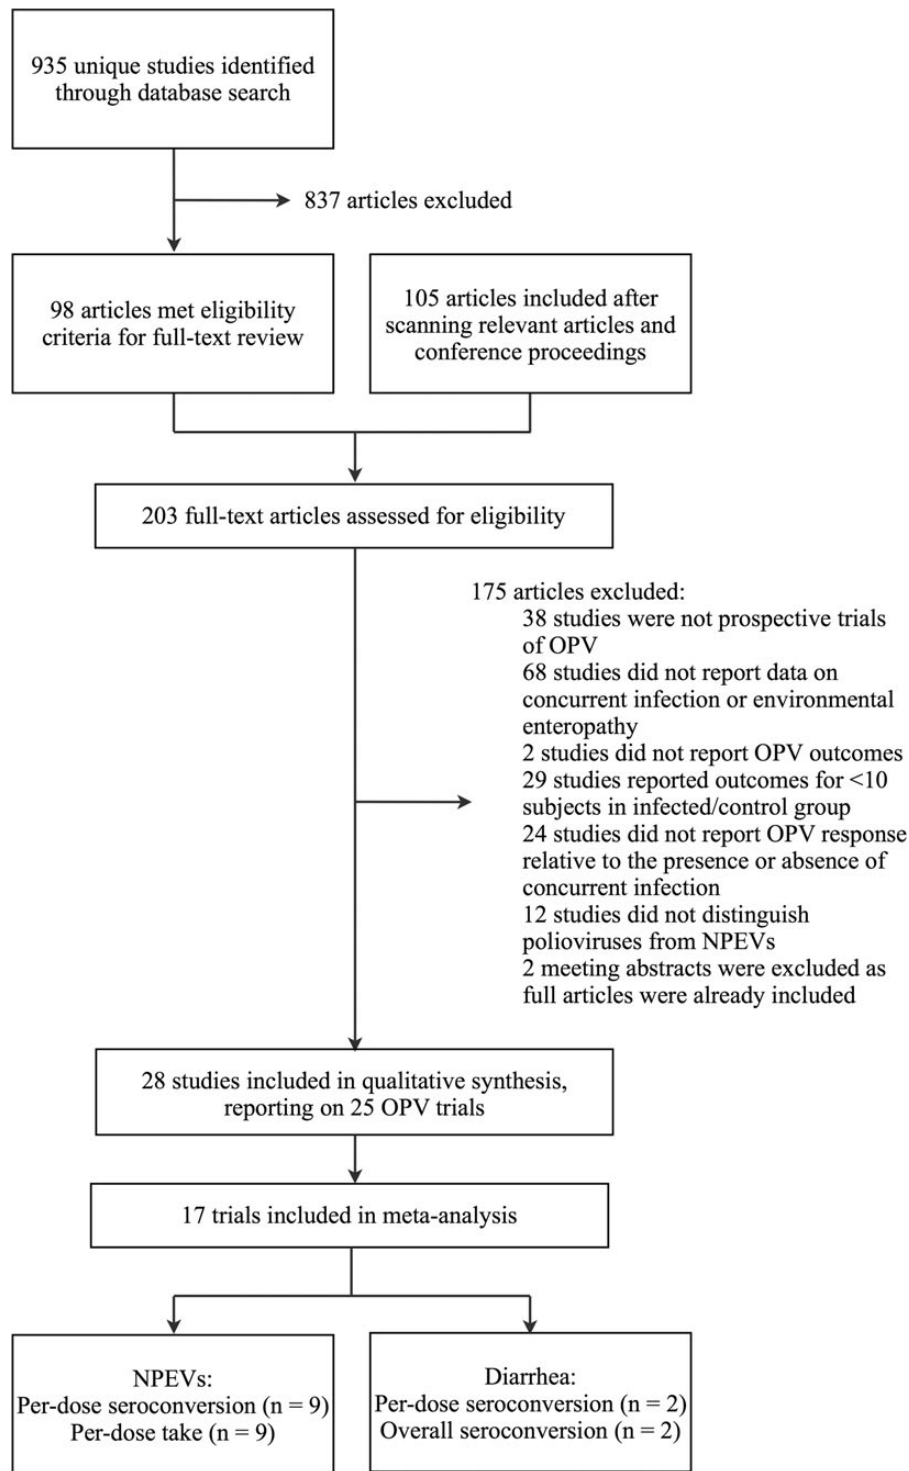 935 unique studies identified
through database search
837 articles excluded
98 articles met eligibility
criteria for full-text review
105 articles included after
scanning relevant articles and
conference proceedings
203 full-text articles assessed for eligibility
175 articles excluded:
38 studies were not prospective trials
of OPV
68 studies did not report data on
concurrent infection or environmental
enteropathy
2 studies did not report OPV outcomes
29 studies reported outcomes for <10
subjects in infected/control group
24 studies did not report OPV response
relative to the presence or absence of
concurrent infection
12 studies did not distinguish
polioviruses from NPEVs
2 meeting abstracts were excluded as
full articles were already included
28 studies included in qualitative synthesis,
reporting on 25 OPV trials
17 trials included in meta-analysis
NPEVs:
Per-dose seroconversion (n = 9)
Per-dose take (n = 9)
Diarrhea:
Per-dose seroconversion (n = 2)
Overall seroconversion (n = 2)